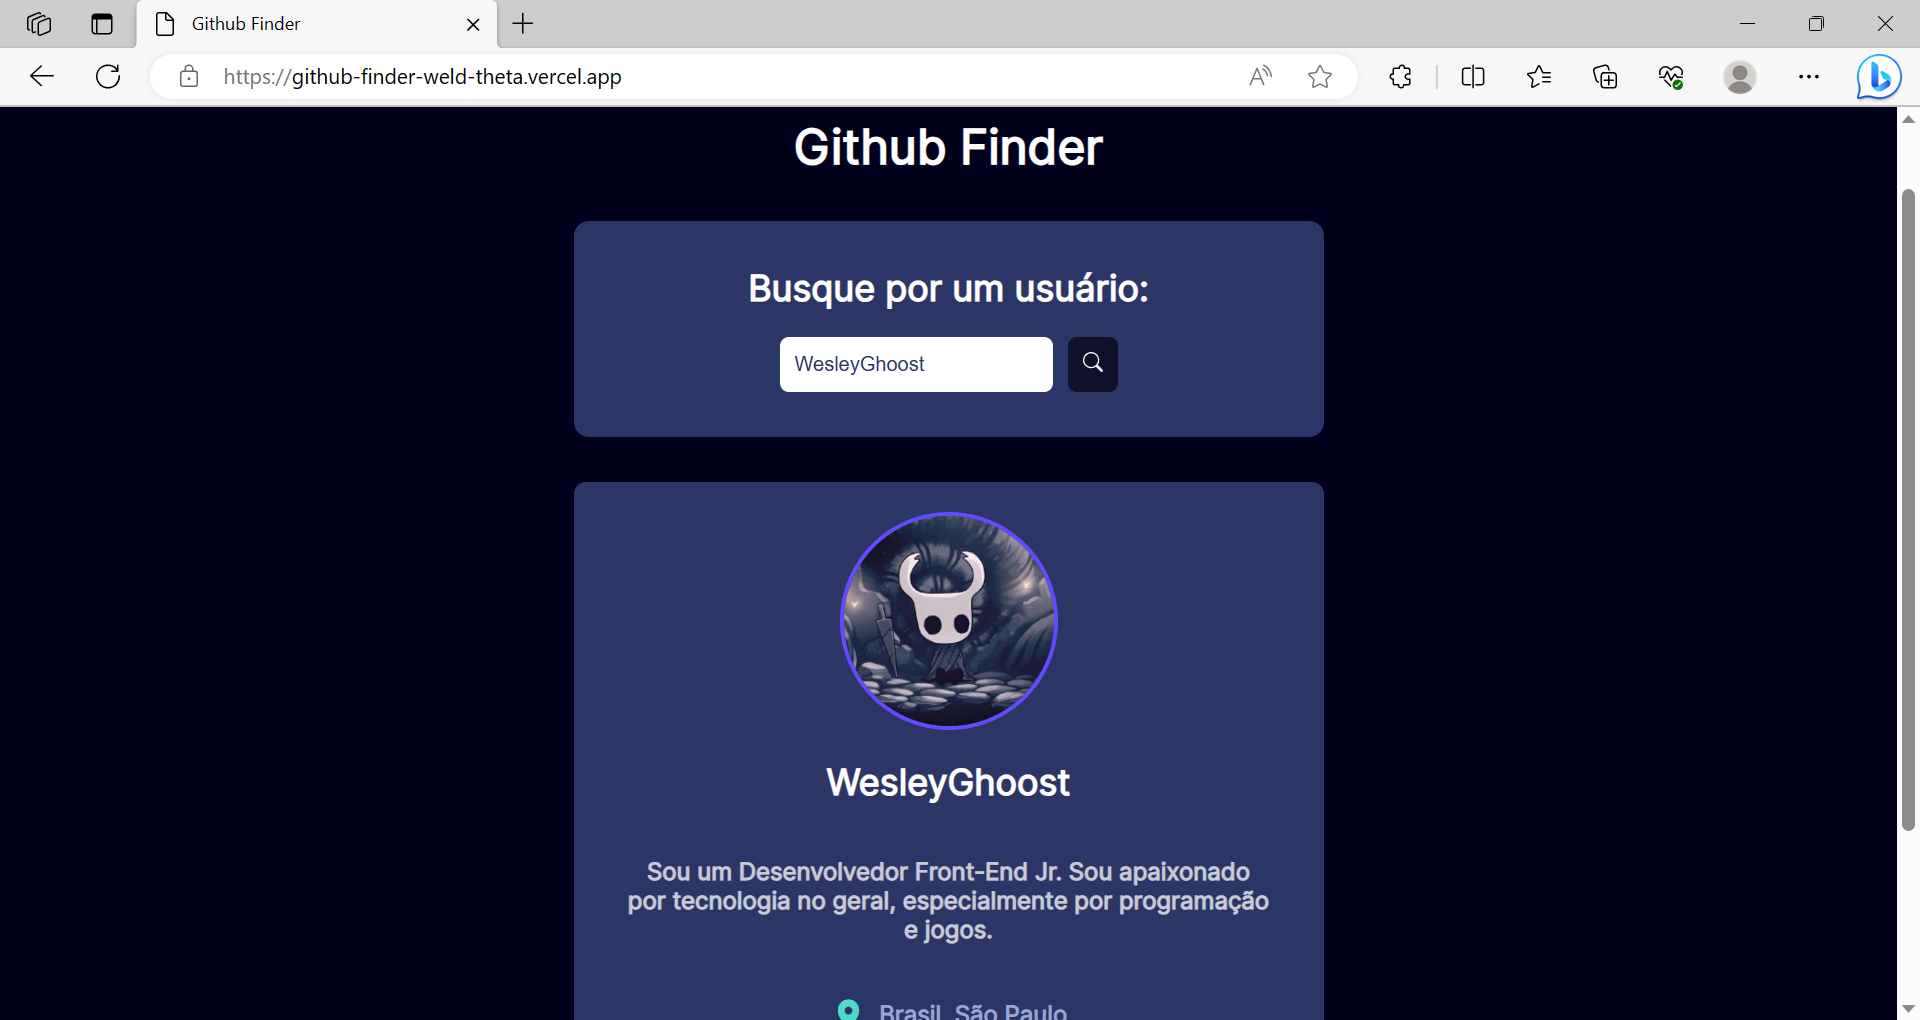 Github Finder
https://github-finder-weld-theta.vercel.app
Github Finder
Busque por um usuário:
WesleyGhoost
WesleyGhoost
Sou um Desenvolvedor Front-End Jr. Sou apaixonado
por tecnologia no geral, especialmente por programação
e jogos.
Brasil, São Paulo